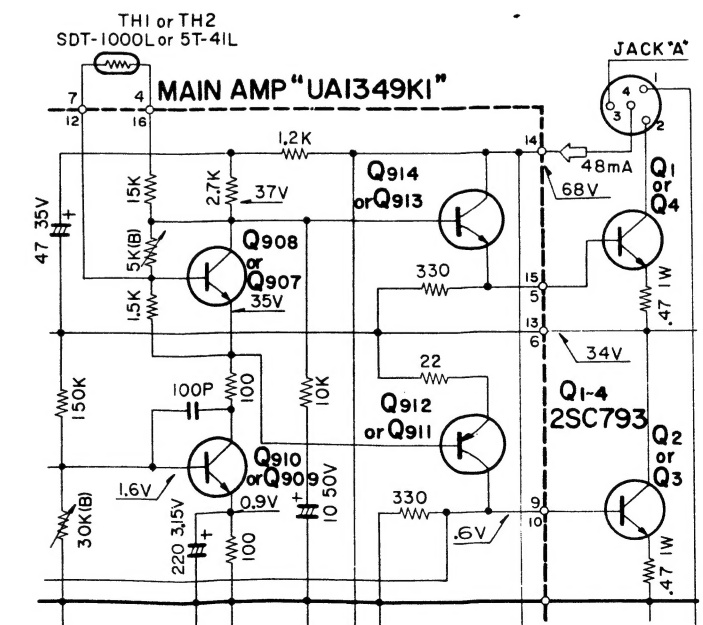 TH1 or TH2
SDT-1000L or 5T-41L
JACK "A"
MAIN AMP "UA1349K1"
7
12
4
16
1
4
3
2
14
48mA
68V
1.2K
15K
2.7K
37V
Q914
or Q913
Q1
or
Q4
47 35V
+
5K(B)
Q908
or
Q907
35V
330
15
5
.47 1W
1.5K
13
6
34V
22
150K
100P
100
10K
Q912
or Q911
Q1-4
2SC793
Q2
or
Q3
Q910
or Q909
1.6V
0.9V
10 50V
+
330
9
10
.6V
30K(B)
220 3.15V
+
100
.47 1W